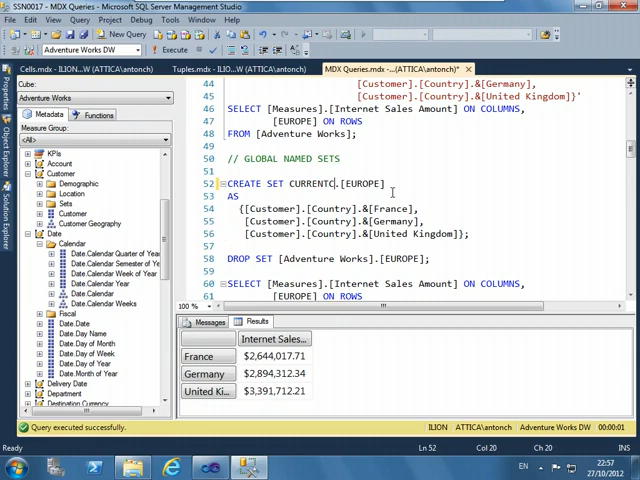 SSN0017 - MDX Queries - Microsoft SQL Server Management Studio
File Edit View Query Project Debug Tools Window Help
New Query
Adventure Works DW Execute
Cells.mdx - ILION...W (ATTICA\antonch)
Tuples.mdx - ILIO...W (ATTICA\antonch)
MDX Queries.mdx -...(ATTICA\antonch)*
Properties
Object Explorer
Solution Explorer
Cube:
Adventure Works
Metadata Functions
Measure Group:
<All>
KPIs
Account
Customer
Demographic
Location
Sets
Customer
Customer Geography
Date
Calendar
Date.Calendar Quarter of Year
Date.Calendar Semester of Ye
Date.Calendar Week of Year
Date.Calendar Year
Date.Calendar
Date.Calendar Weeks
Fiscal
Date.Date
Date.Day Name
Date.Day of Month
Date.Day of Week
Date.Day of Year
Date.Month of Year
Delivery Date
Department
Destination Currency
44 [Customer].[Country].&[Germany],
45 [Customer].[Country].&[United Kingdom]}'
46 SELECT [Measures].[Internet Sales Amount] ON COLUMNS,
47 [EUROPE] ON ROWS
48 FROM [Adventure Works];
49
50 // GLOBAL NAMED SETS
51
52 CREATE SET CURRENTC.[EUROPE]
53 AS
54 {[Customer].[Country].&[France],
55 [Customer].[Country].&[Germany],
56 [Customer].[Country].&[United Kingdom]};
57
58 DROP SET [Adventure Works].[EUROPE];
59
60 SELECT [Measures].[Internet Sales Amount] ON COLUMNS,
61 [EUROPE] ON ROWS
100 %
Messages Results
Internet Sales...
France $2,644,017.71
Germany $2,894,312.34
United Ki... $3,391,712.21
Query executed successfully. ILION ATTICA\antonch Adventure Works DW 00:00:01
Ready Ln 52 Col 20 Ch 20 INS
EN 22:57
27/10/2012